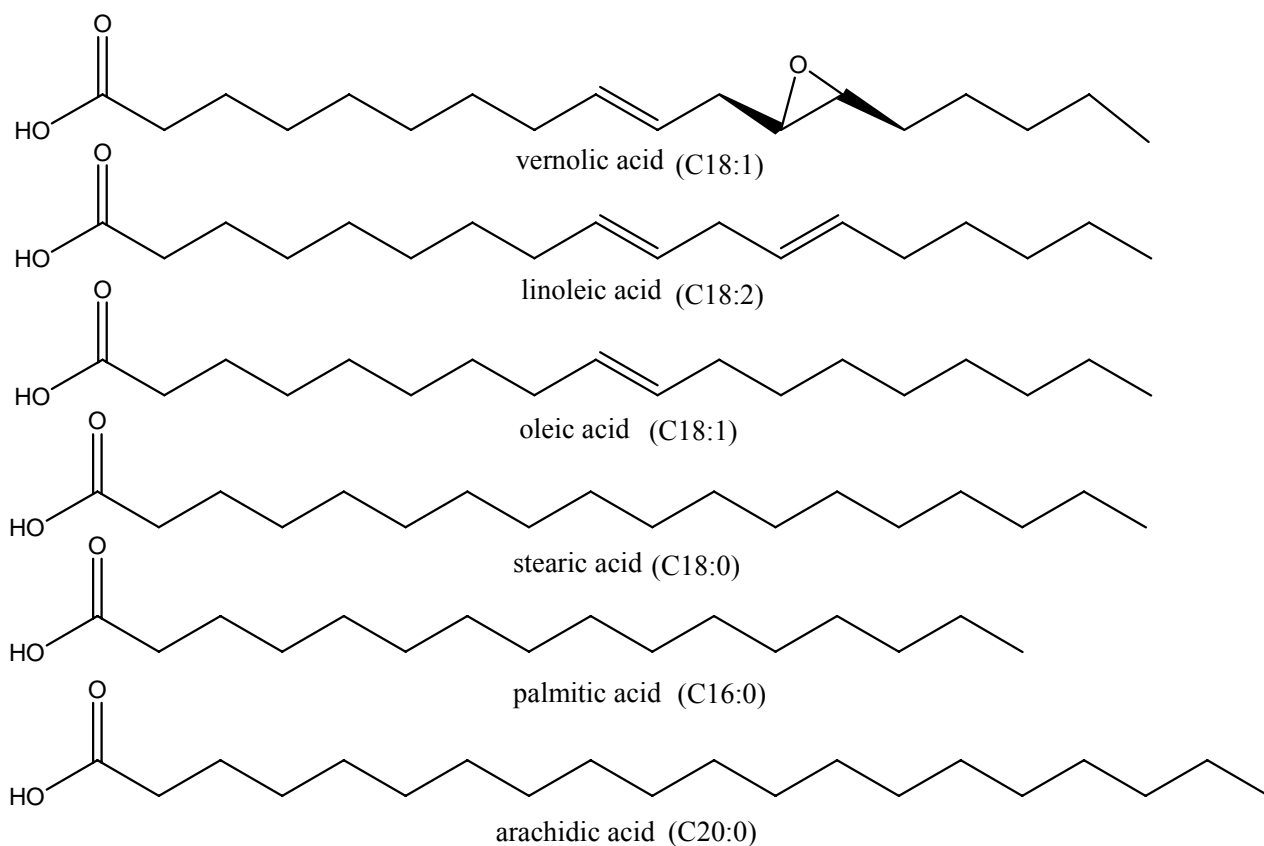 O
O
HO
vernolic acid (C18:1)
O
HO
linoleic acid (C18:2)
O
HO
oleic acid (C18:1)
O
HO
stearic acid (C18:0)
O
HO
palmitic acid (C16:0)
O
HO
arachidic acid (C20:0)